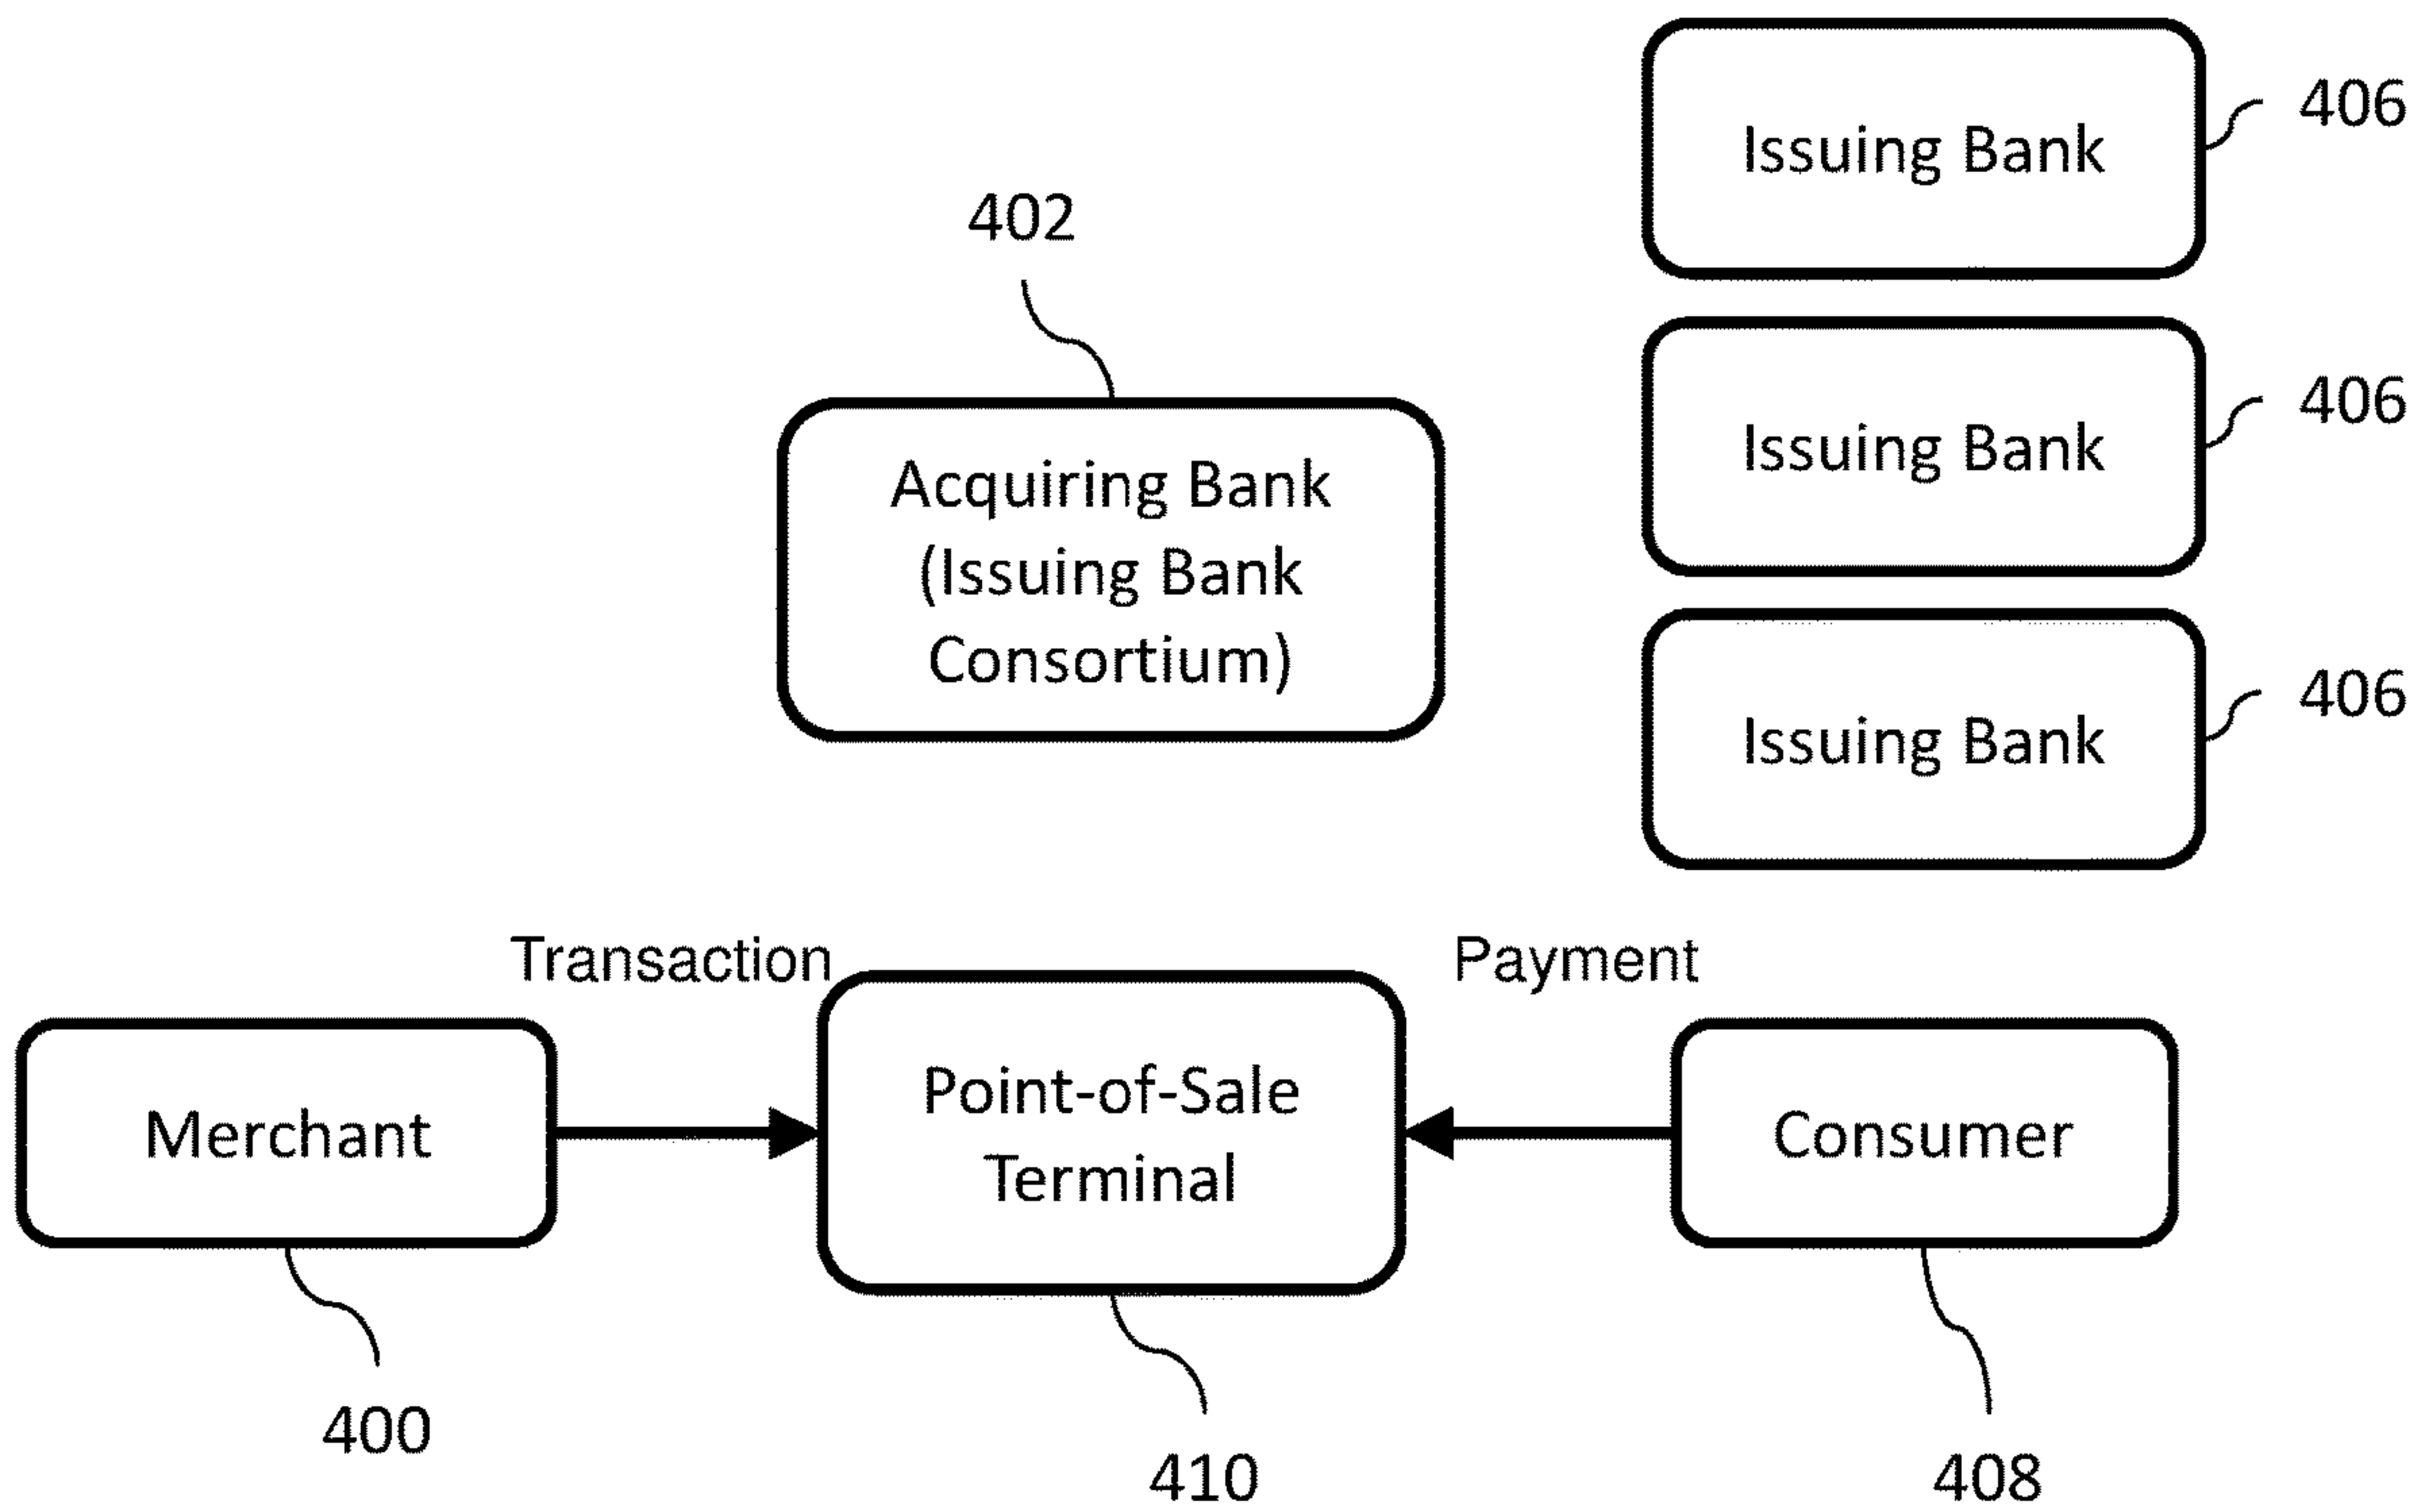 406
Issuing Bank
402
406
Issuing Bank
Acquiring Bank
(Issuing Bank
Consortium)
406
Issuing Bank
Transaction
Payment
Merchant
Point-of-Sale
Terminal
Consumer
400
410
408